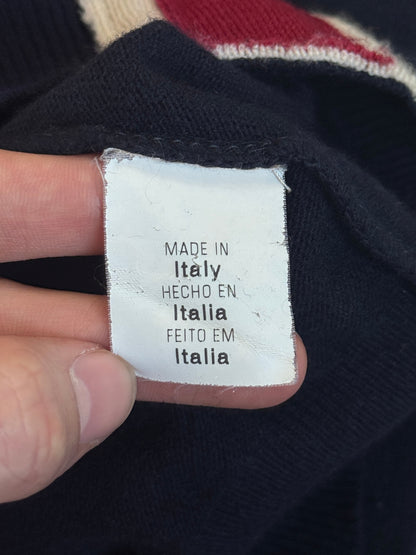 MADE IN
Italy
HECHO EN
Italia
FEITO EM
Italia